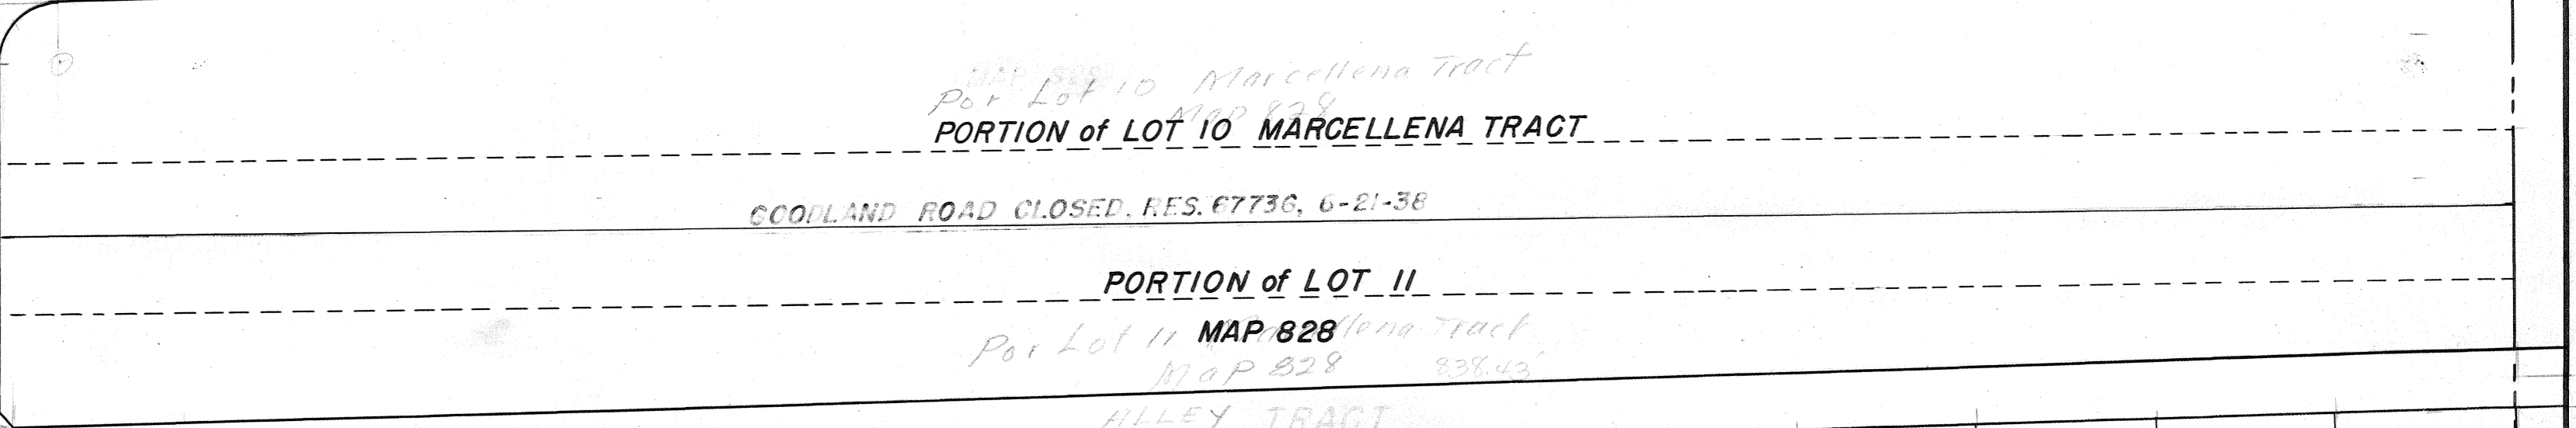 Por Lot 10 Marcellena Tract
MAP 828
PORTION of LOT 10 MARCELLENA TRACT
GOODLAND ROAD CLOSED. RES. 67736, 6-21-38
PORTION of LOT 11
MAP 828
Por Lot 11 Marcellena Tract
MAP 828 838.43'
ALLEY TRACT